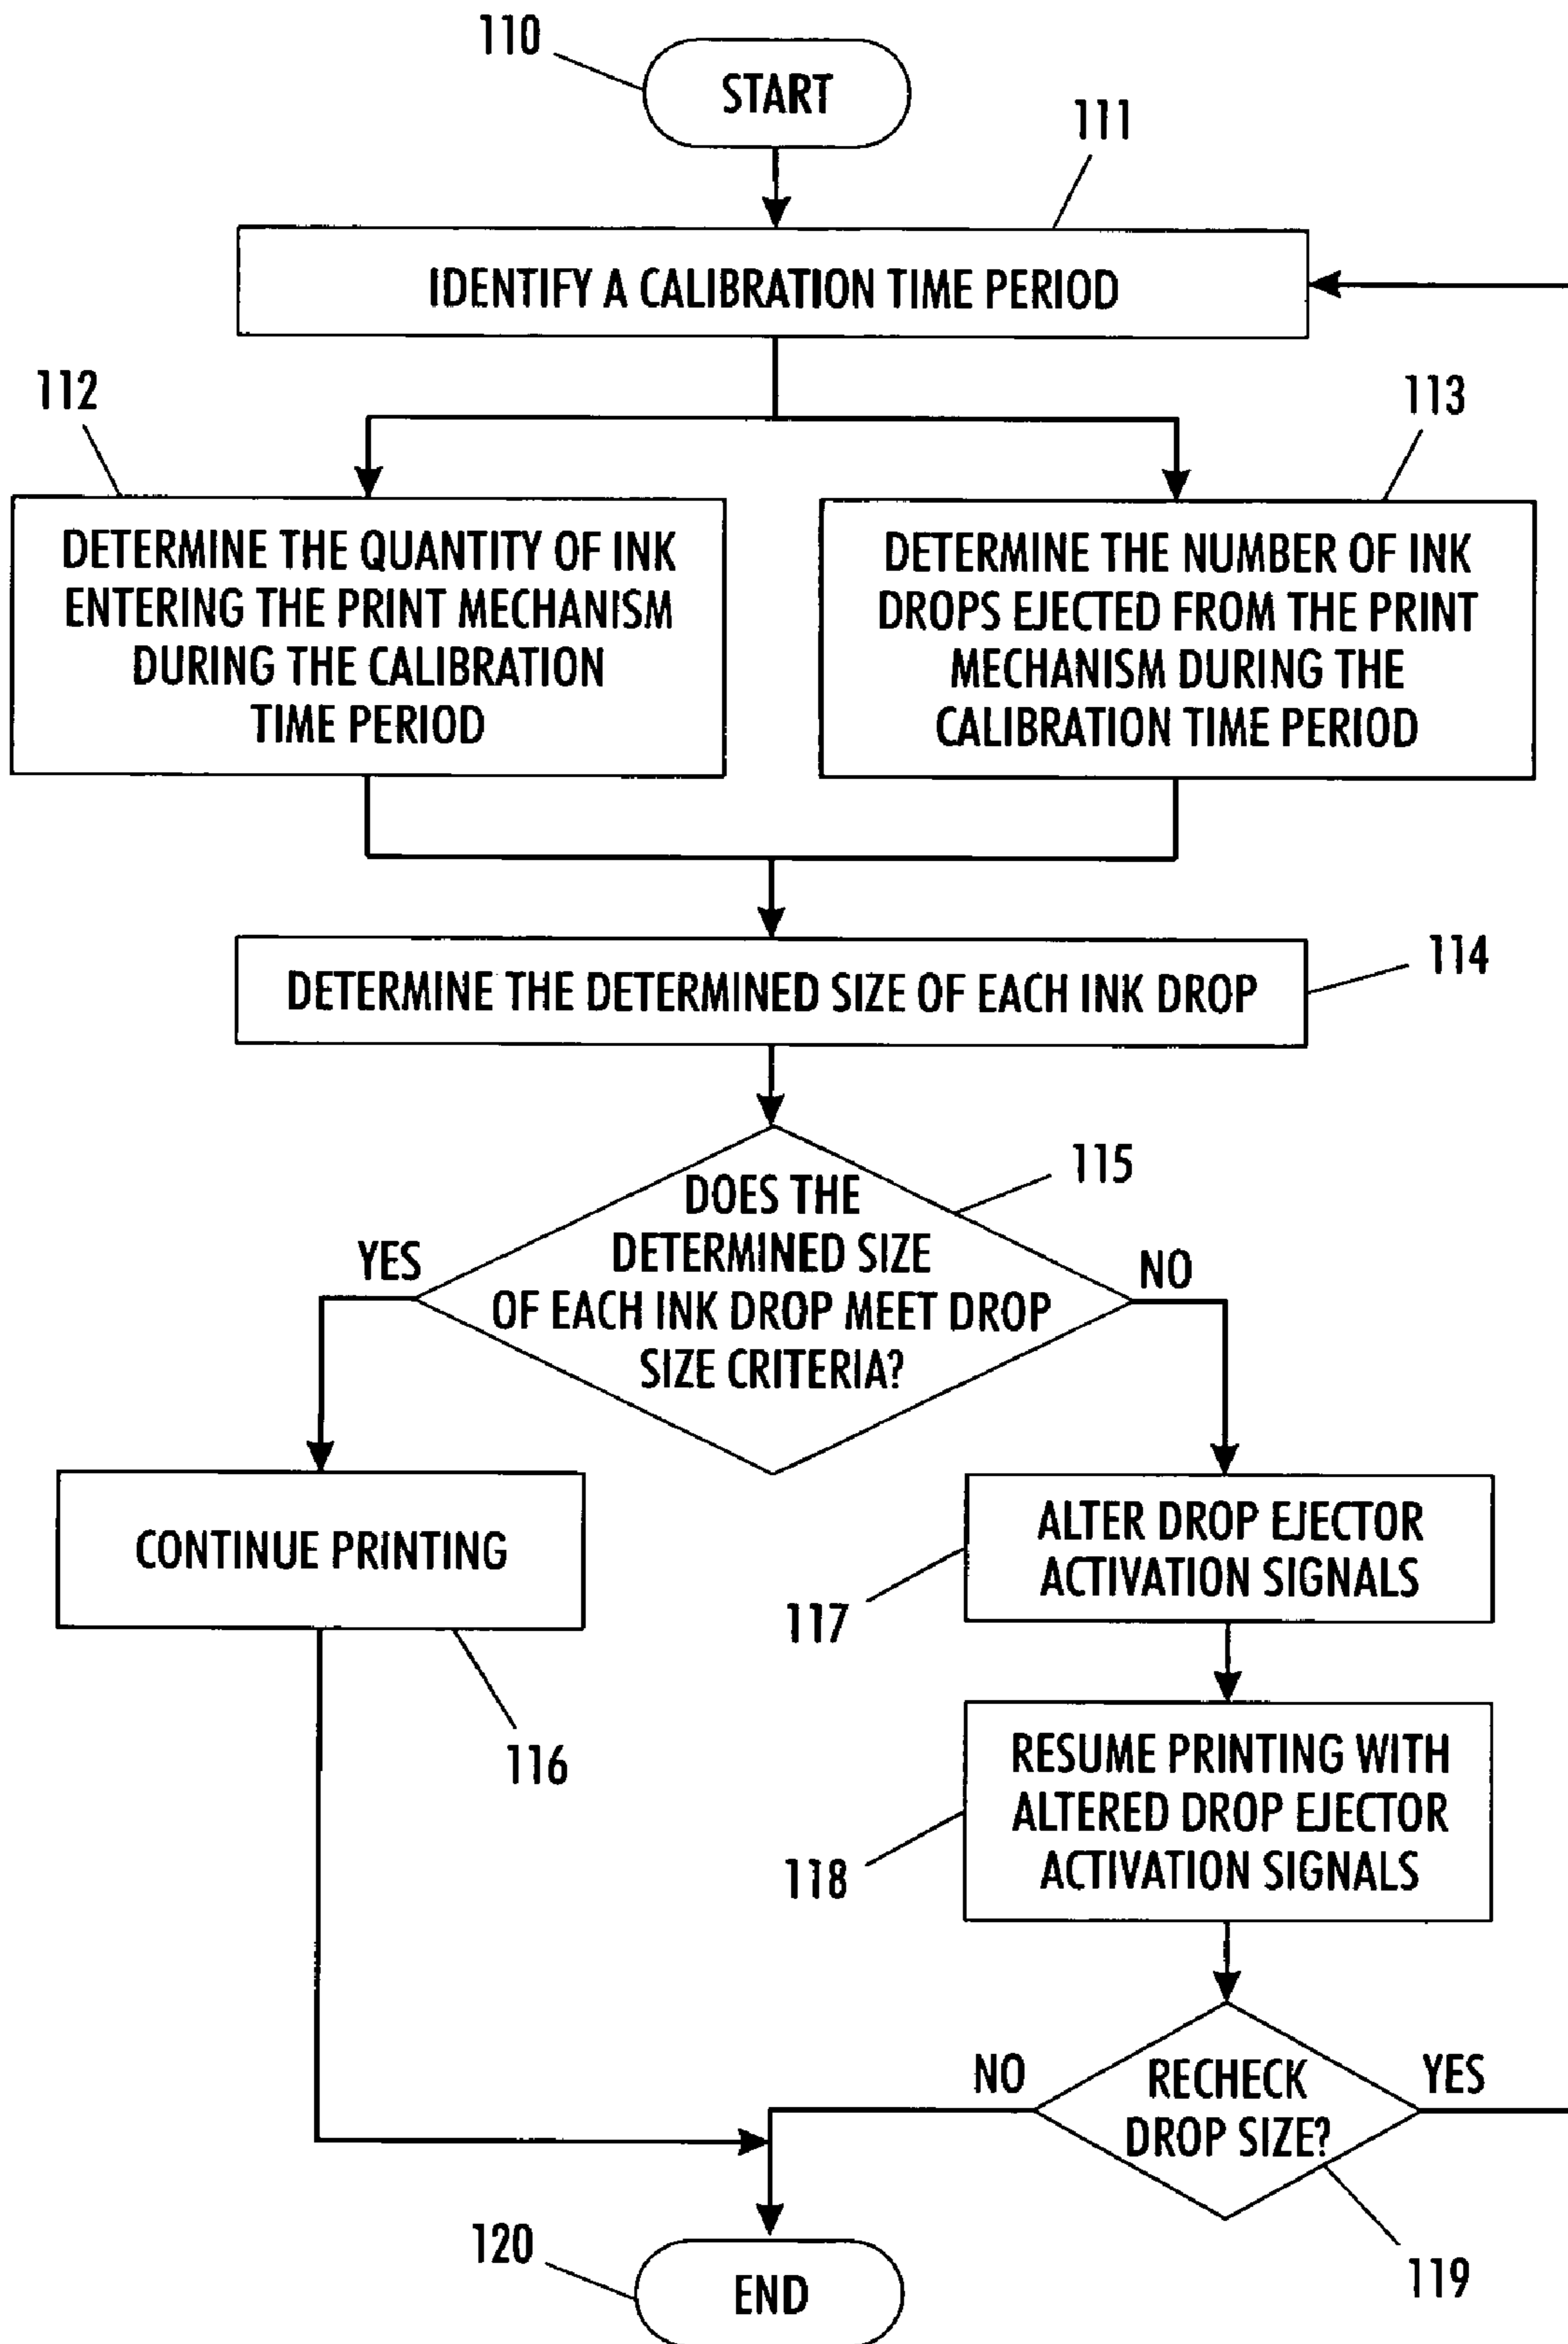 110
START
111
IDENTIFY A CALIBRATION TIME PERIOD
112
113
DETERMINE THE QUANTITY OF INK
ENTERING THE PRINT MECHANISM
DURING THE CALIBRATION
TIME PERIOD
DETERMINE THE NUMBER OF INK
DROPS EJECTED FROM THE PRINT
MECHANISM DURING THE
CALIBRATION TIME PERIOD
DETERMINE THE DETERMINED SIZE OF EACH INK DROP
114
DOES THE
DETERMINED SIZE
OF EACH INK DROP MEET DROP
SIZE CRITERIA?
115
YES
NO
CONTINUE PRINTING
116
ALTER DROP EJECTOR
ACTIVATION SIGNALS
117
RESUME PRINTING WITH
ALTERED DROP EJECTOR
ACTIVATION SIGNALS
118
NO
RECHECK
DROP SIZE?
YES
119
120
END